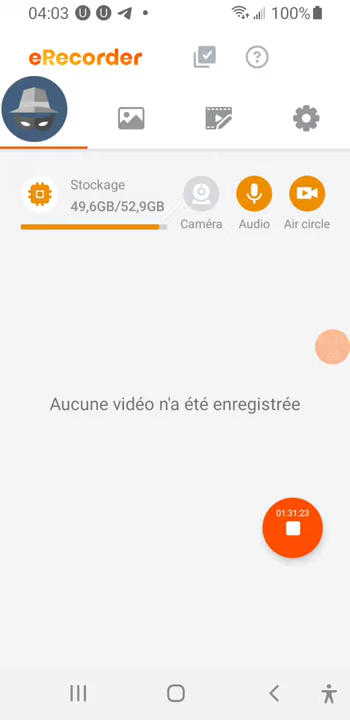 04:03 100%
eRecorder
Stockage
49,6GB/52,9GB
Caméra Audio Air circle
Aucune vidéo n'a été enregistrée
01:31:23